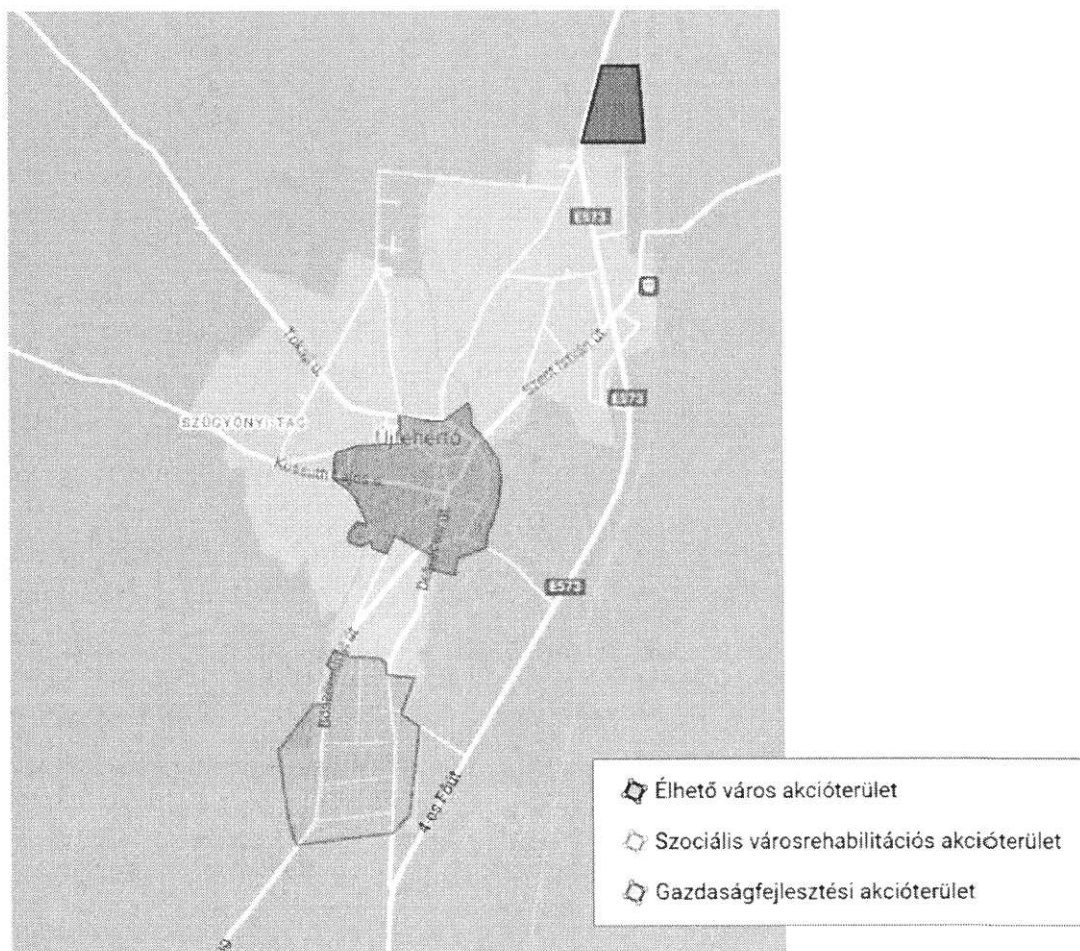 E573
Tokaji u.
Szent István út
E573
SZŰGYÖNYI-TAG
Újfehértó
Kossuth Lajos u.
E573
4-es Főút
Élhető város akcióterület
Szociális városrehabilitációs akcióterület
Gazdaságfejlesztési akcióterület